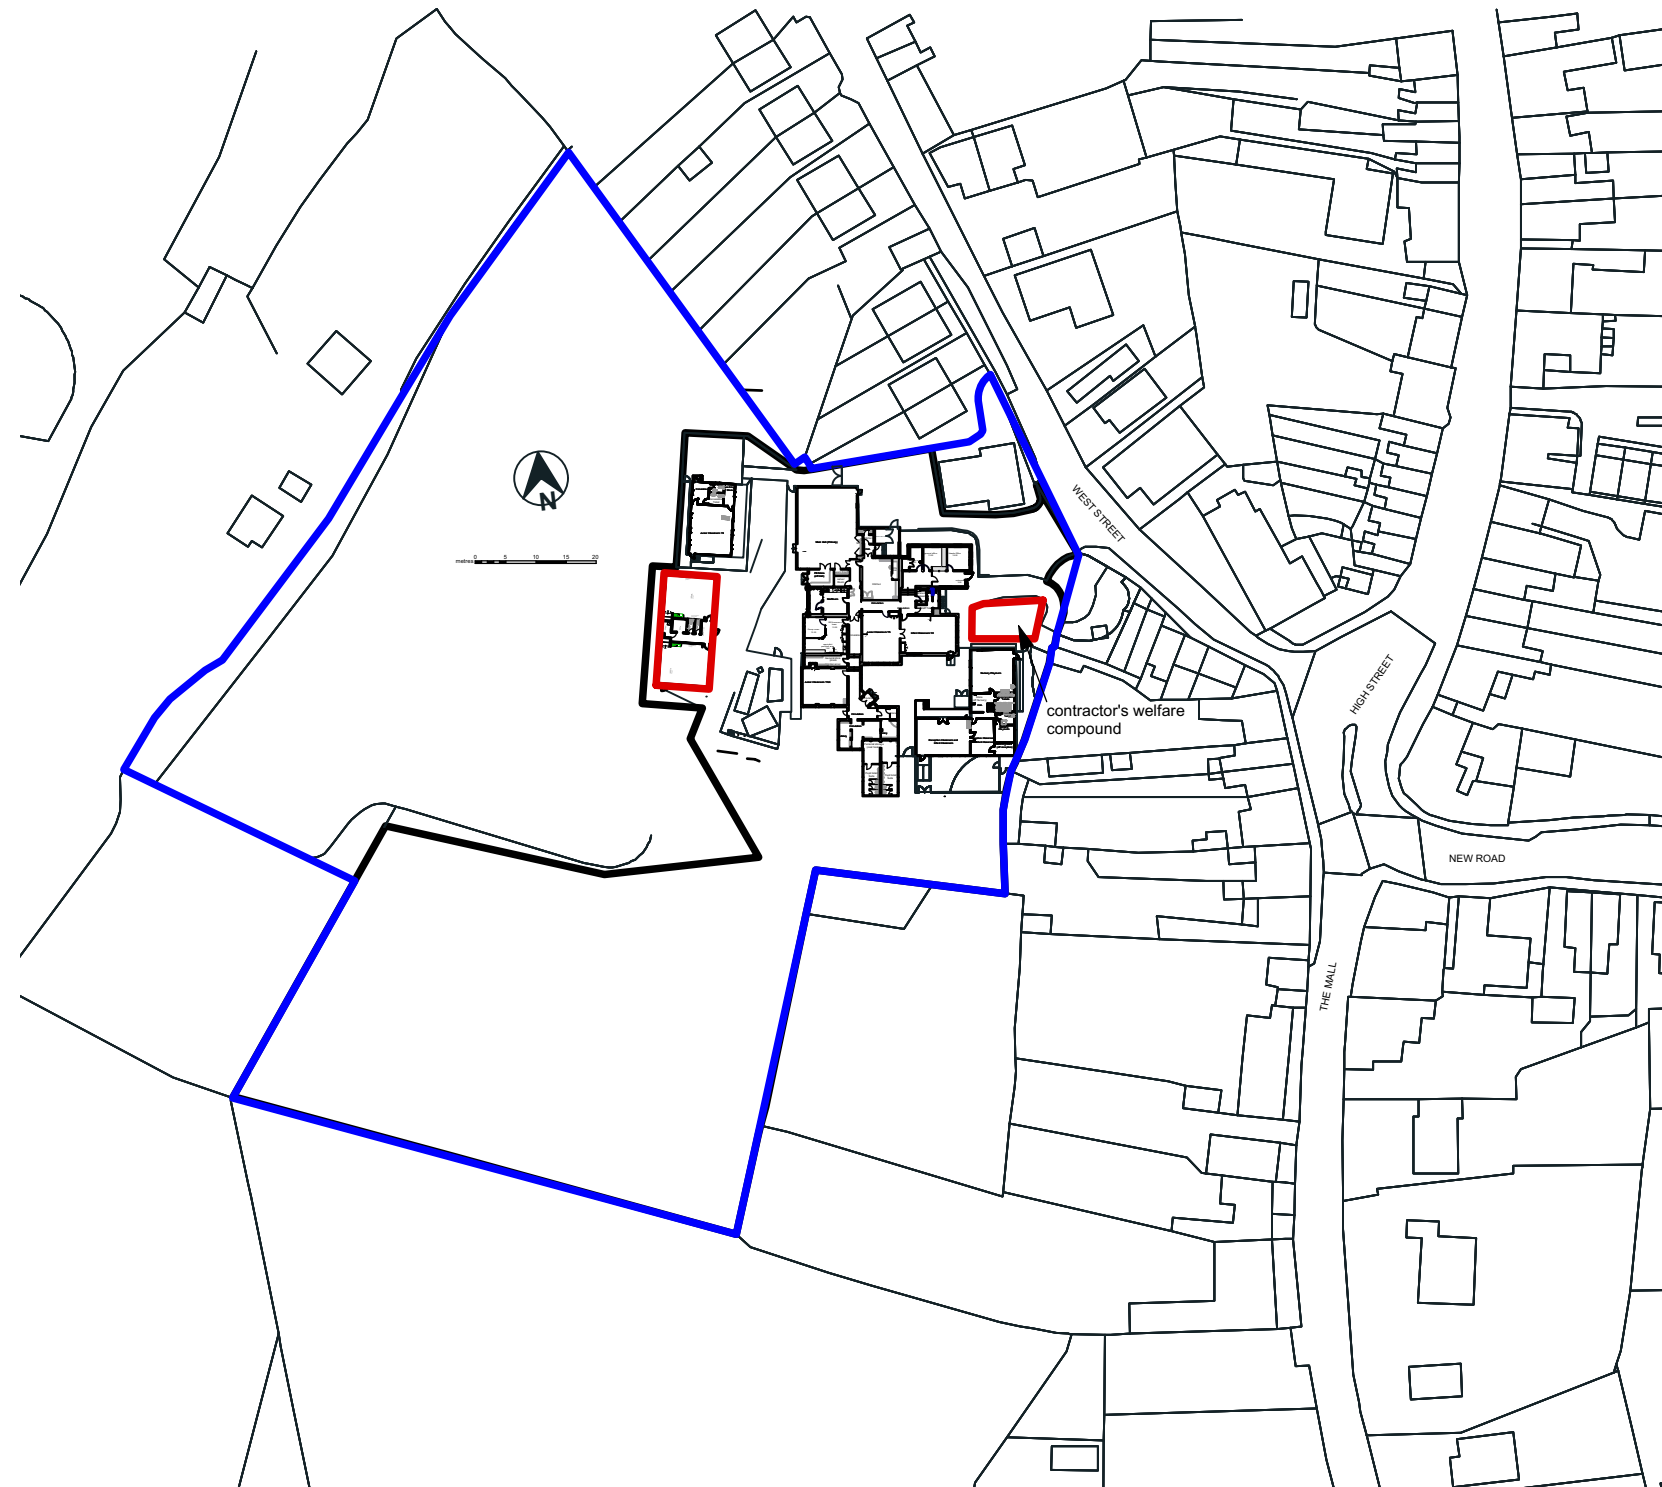 N
metres 0 5 10 15 20
WEST STREET
HIGH STREET
contractor's welfare
compound
NEW ROAD
THE MALL